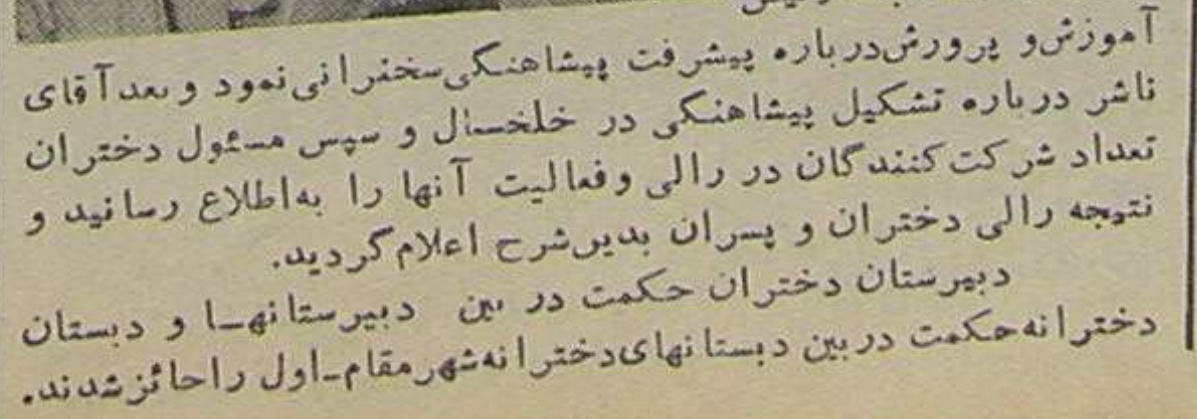 آموزش و پرورش درباره پیشرفت پیشاهنگی سخنرانی نمود و بعد آقای
ناشر درباره تشکیل پیشاهنگی در خلخال و سپس مسئول دختران
تعداد شرکت کنندگان در رالی و فعالیت آنها را به اطلاع رسانید و
نتیجه رالی دختران و پسران بدین شرح اعلام گردید.
دبیرستان دختران حکمت در بین دبیرستانهـا و دبستان
دخترانه حکمت در بین دبستانهای دخترانه شهر مقام ـ اول را حائز شدند.